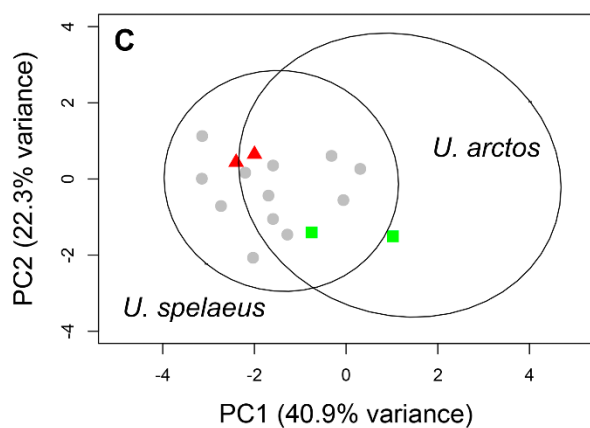 C
4
2
0
-2
-4
PC2 (22.3% variance)
U. arctos
U. spelaeus
-4 -2 0 2 4
PC1 (40.9% variance)